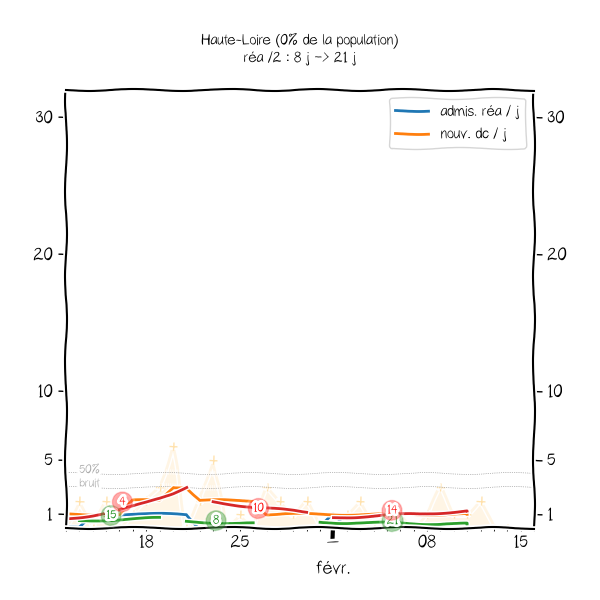 Haute-Loire (0% de la population)
réa /2 : 8 j -> 21 j
admis. réa / j
nouv. dc / j
30 30
20 20
10 10
5 5
1 1
50%
bruit
4
15
8
10
14
21
18 25 1 08 15
févr.